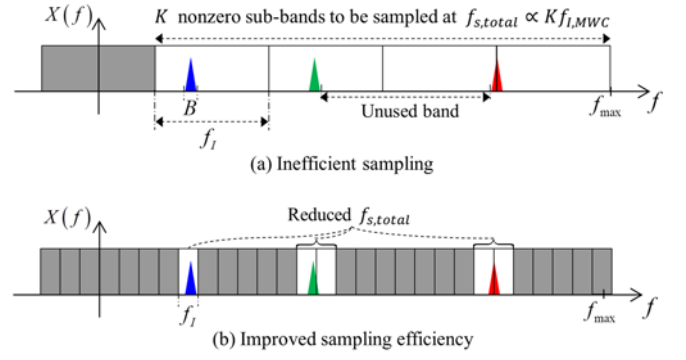 X(f)
K nonzero sub-bands to be sampled at f_{s,total} ∝ Kf_{I,MWC}
B
Unused band
f_max
f
f_I
(a) Inefficient sampling
X(f)
Reduced f_{s,total}
f_I
f_max
f
(b) Improved sampling efficiency